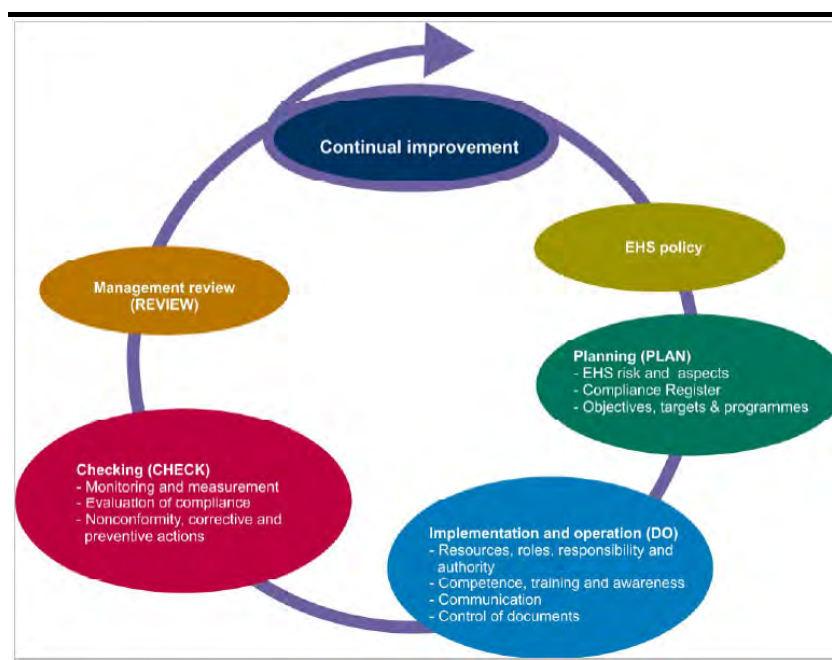 Continual improvement
EHS policy
Planning (PLAN)
- EHS risk and aspects
- Compliance Register
- Objectives, targets & programmes
Implementation and operation (DO)
- Resources, roles, responsibility and
authority
- Competence, training and awareness
- Communication
- Control of documents
Checking (CHECK)
- Monitoring and measurement
- Evaluation of compliance
- Nonconformity, corrective and
preventive actions
Management review
(REVIEW)